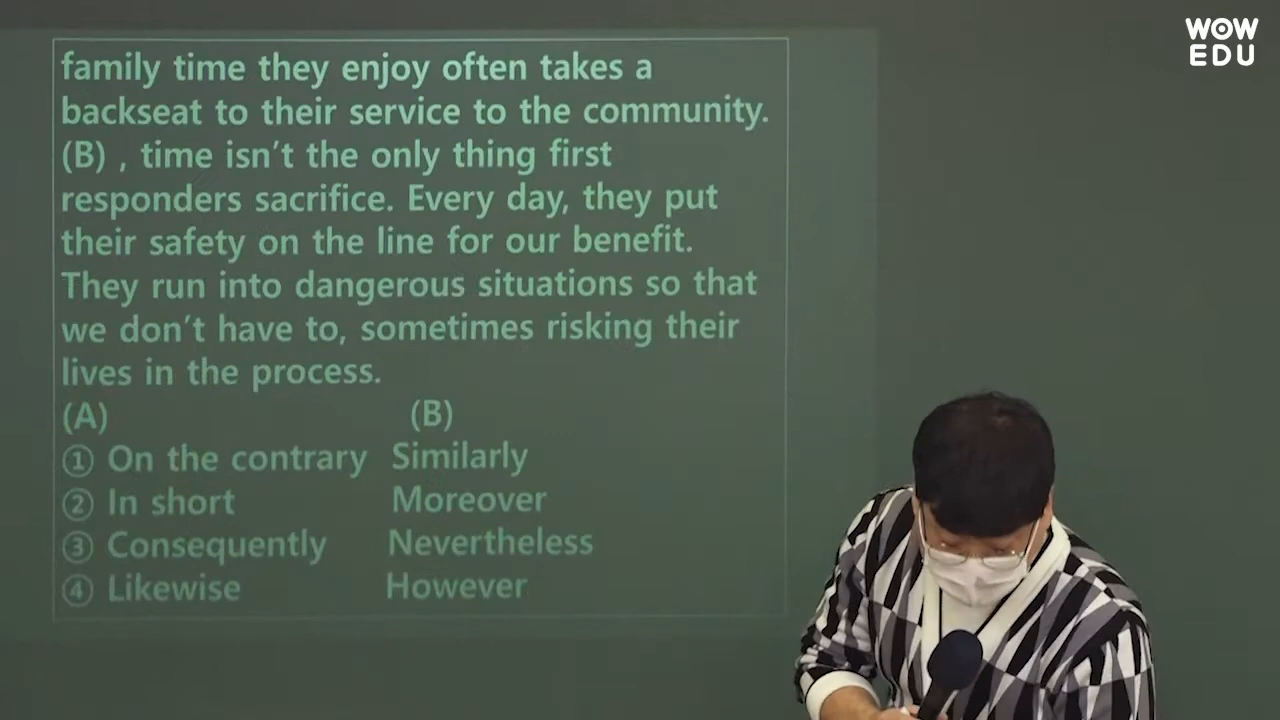 WOW
EDU
family time they enjoy often takes a
backseat to their service to the community.
(B) , time isn't the only thing first
responders sacrifice. Every day, they put
their safety on the line for our benefit.
They run into dangerous situations so that
we don't have to, sometimes risking their
lives in the process.
(A) (B)
① On the contrary Similarly
② In short Moreover
③ Consequently Nevertheless
④ Likewise However